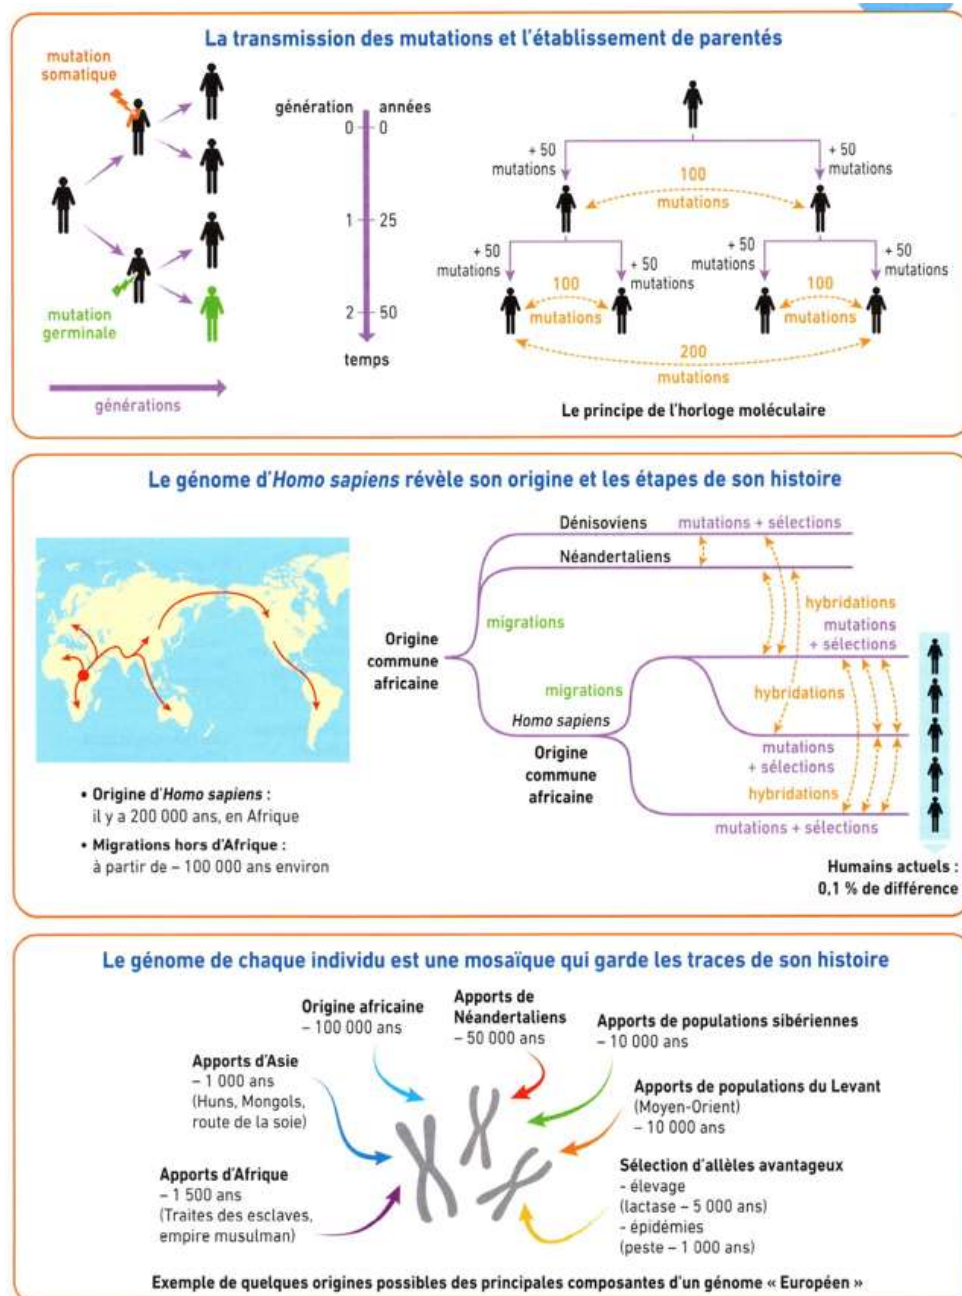 La transmission des mutations et l'établissement de parentés
mutation
somatique
mutation
germinale
générations
génération
années
0
0
1
25
2
50
temps
+ 50
mutations
+ 50
mutations
100
mutations
+ 50
mutations
+ 50
mutations
+ 50
mutations
+ 50
mutations
100
mutations
100
mutations
200
mutations
Le principe de l'horloge moléculaire
Le génome d'Homo sapiens révèle son origine et les étapes de son histoire
• Origine d'Homo sapiens :
il y a 200 000 ans, en Afrique
• Migrations hors d'Afrique :
à partir de – 100 000 ans environ
Dénisoviens
mutations + sélections
Néandertaliens
migrations
Origine
commune
africaine
hybridations
mutations
+ sélections
migrations
hybridations
Homo sapiens
Origine
commune
africaine
mutations
+ sélections
hybridations
mutations + sélections
Humains actuels :
0,1 % de différence
Le génome de chaque individu est une mosaïque qui garde les traces de son histoire
Origine africaine
– 100 000 ans
Apports de
Néandertaliens
– 50 000 ans
Apports de populations sibériennes
– 10 000 ans
Apports d'Asie
– 1 000 ans
(Huns, Mongols,
route de la soie)
Apports de populations du Levant
(Moyen-Orient)
– 10 000 ans
Apports d'Afrique
– 1 500 ans
(Traites des esclaves,
empire musulman)
Sélection d'allèles avantageux
- élevage
(lactase – 5 000 ans)
- épidémies
(peste – 1 000 ans)
Exemple de quelques origines possibles des principales composantes d'un génome « Européen »